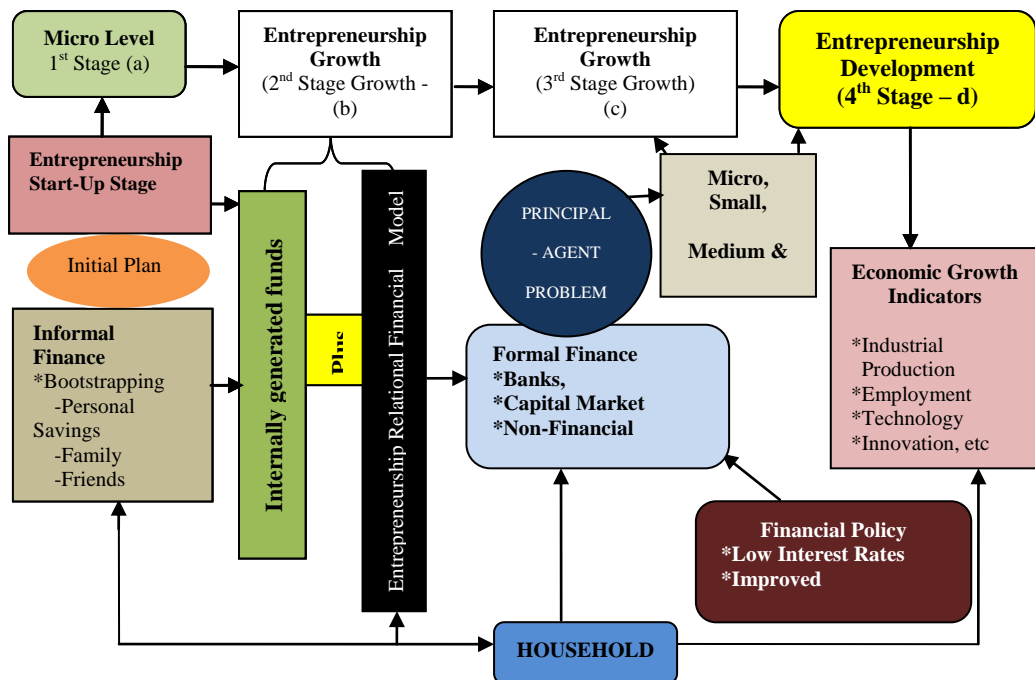 Micro Level
1st Stage (a)
Entrepreneurship
Growth
(2nd Stage Growth -
(b)
Entrepreneurship
Growth
(3rd Stage Growth)
(c)
Entrepreneurship
Development
(4th Stage – d)
Entrepreneurship
Start-Up Stage
Initial Plan
Informal
Finance
*Bootstrapping
-Personal
Savings
-Family
-Friends
Internally generated funds
Plus
Entrepreneurship Relational Financial Model
PRINCIPAL
- AGENT
PROBLEM
Micro,
Small,
Medium &
Formal Finance
*Banks,
*Capital Market
*Non-Financial
Economic Growth
Indicators
*Industrial
Production
*Employment
*Technology
*Innovation, etc
Financial Policy
*Low Interest Rates
*Improved
HOUSEHOLD